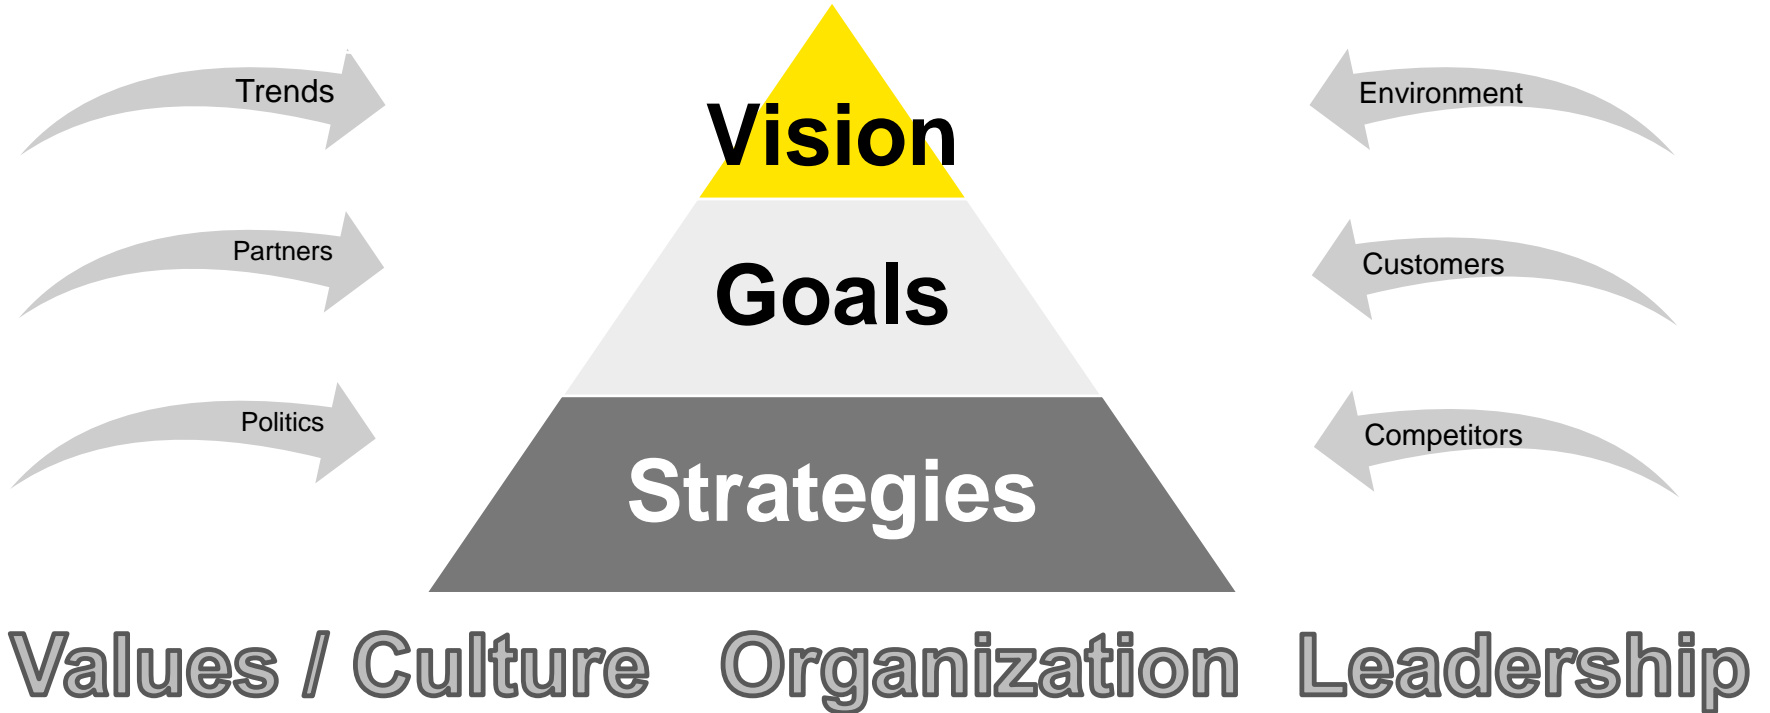 Trends
Environment
Vision
Partners
Customers
Goals
Politics
Competitors
Strategies
Values / Culture Organization Leadership